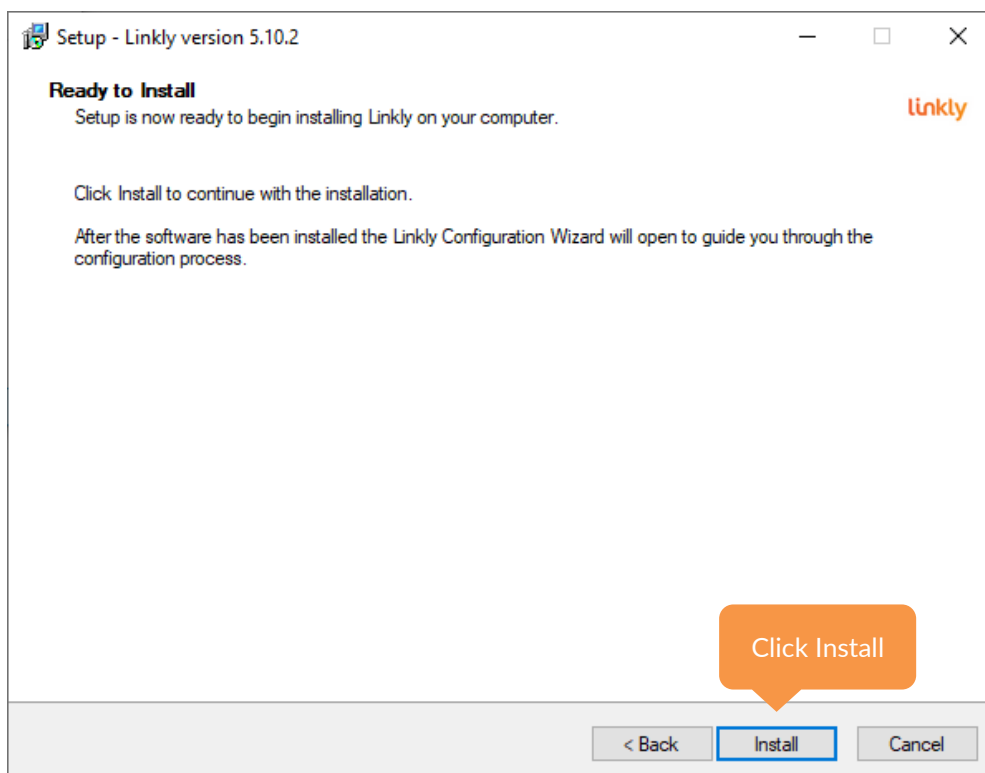 Setup - Linkly version 5.10.2
Ready to Install
Setup is now ready to begin installing Linkly on your computer.
linkly
Click Install to continue with the installation.
After the software has been installed the Linkly Configuration Wizard will open to guide you through the
configuration process.
Click Install
< Back Install Cancel